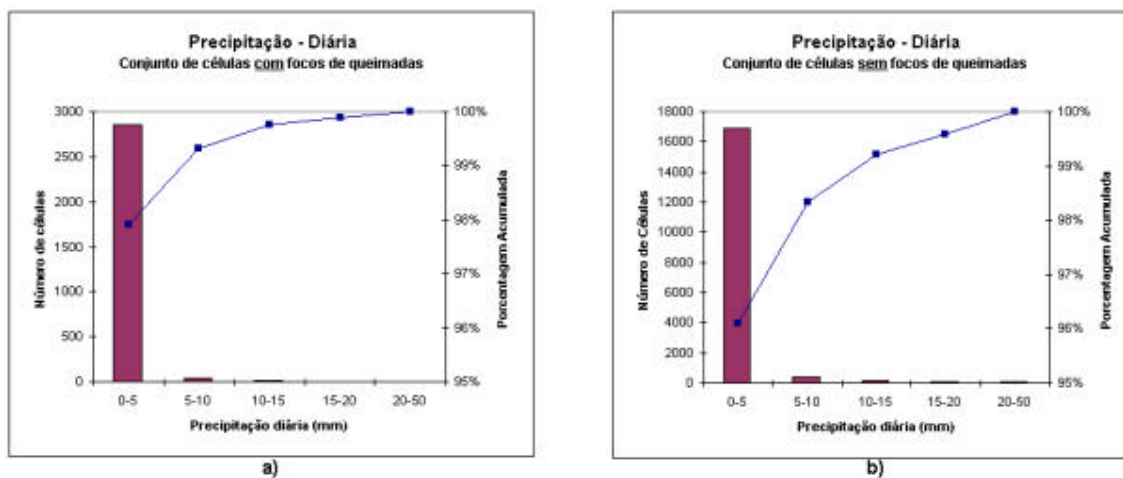 Precipitação - Diária
Conjunto de células com focos de queimadas
3000
2500
2000
1500
1000
500
0
100%
99%
98%
97%
96%
95%
Número de células
Porcentagem Acumulada
0-5 5-10 10-15 15-20 20-50
Precipitação diária (mm)
a)
Precipitação - Diária
Conjunto de células sem focos de queimadas
18000
16000
14000
12000
10000
8000
6000
4000
2000
0
100%
99%
98%
97%
96%
95%
Número de Células
Porcentagem Acumulada
0-5 5-10 10-15 15-20 20-50
Precipitação diária (mm)
b)